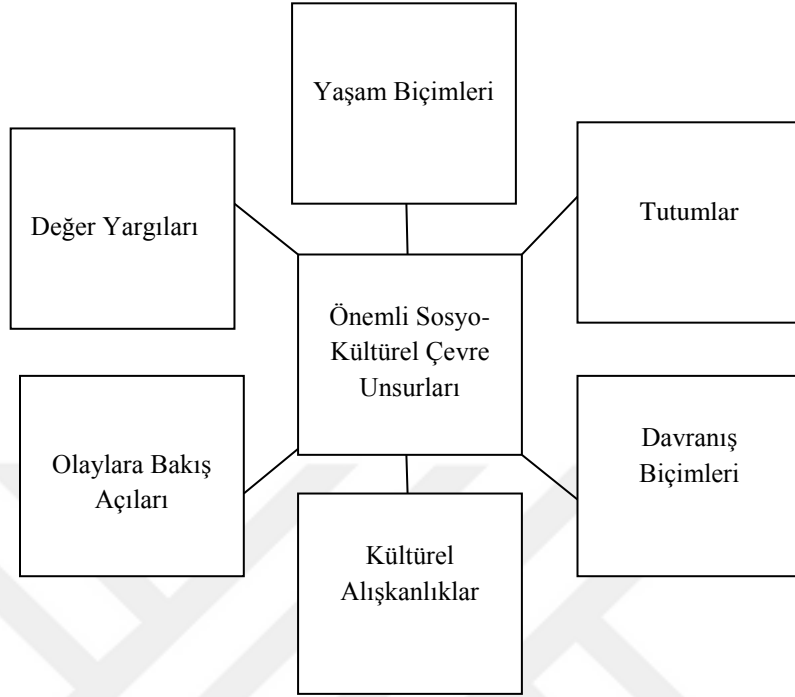 Yaşam Biçimleri
Değer Yargıları
Tutumlar
Önemli Sosyo-
Kültürel Çevre
Unsurları
Olaylara Bakış
Açıları
Davranış
Biçimleri
Kültürel
Alışkanlıklar